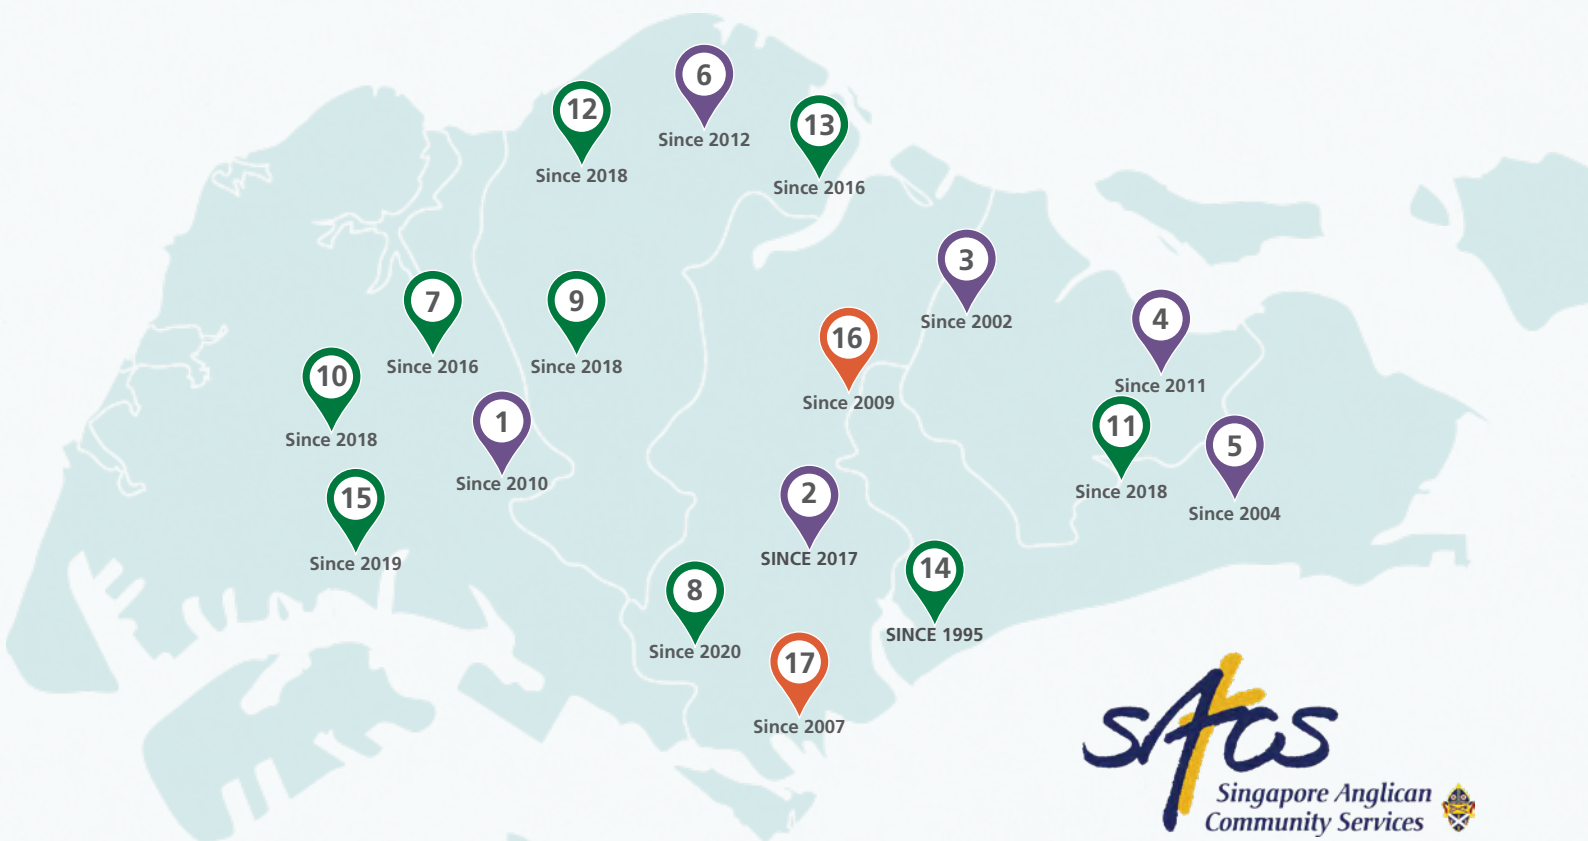 6
Since 2012
12
Since 2018
13
Since 2016
3
Since 2002
7
Since 2016
9
Since 2018
16
Since 2009
4
Since 2011
10
Since 2018
1
Since 2010
11
Since 2018
5
Since 2004
15
Since 2019
2
SINCE 2017
14
SINCE 1995
8
Since 2020
17
Since 2007
SACS
Singapore Anglican
Community Services